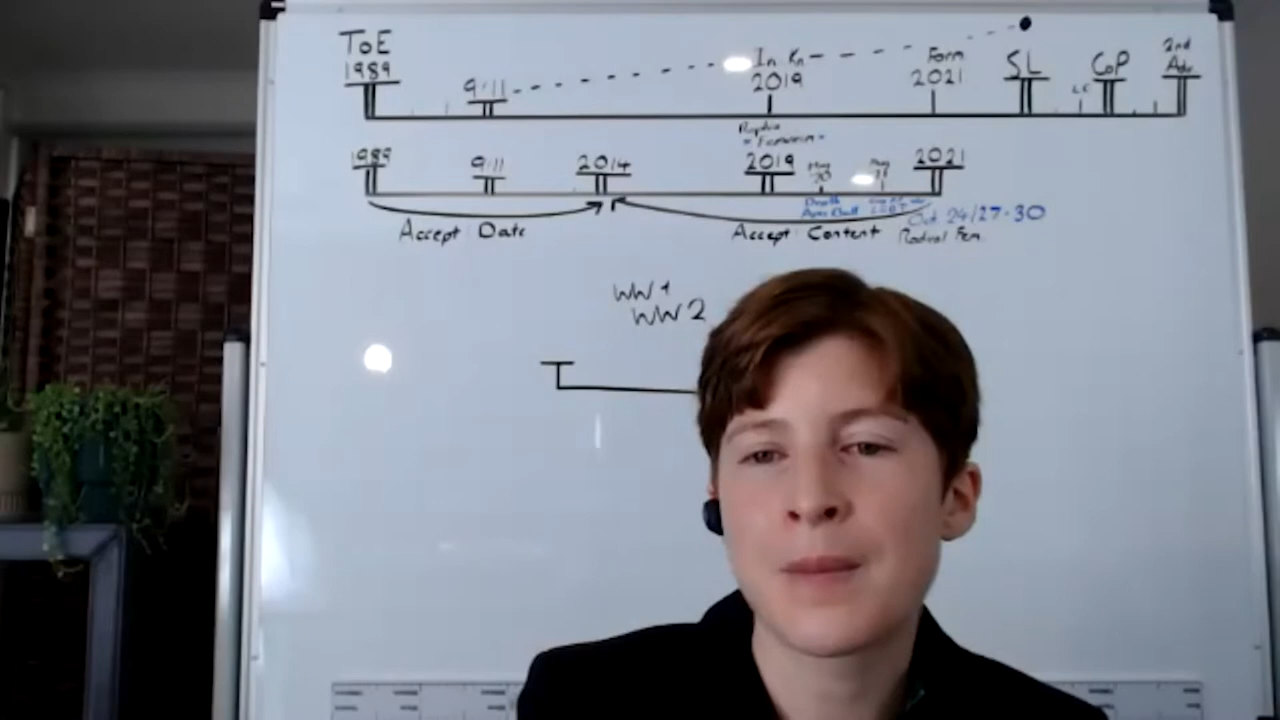 ToE In Kn Form SL CoP 2nd Adv
1989 9/11 2019 2021 LC
1989 9/11 2014 2019 2021
Oct 24/27-30
Accept Date Accept Content Radical Fem
WW1
WW2